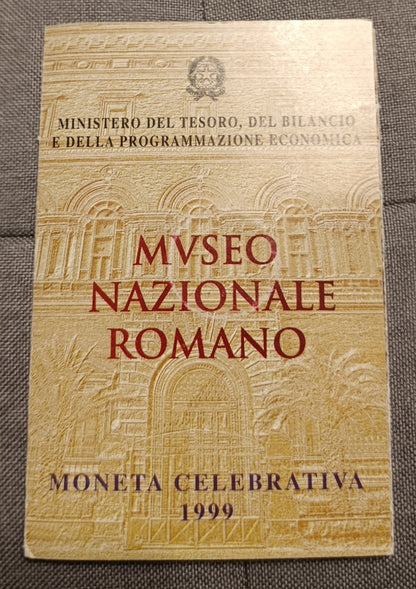 MINISTERO DEL TESORO, DEL BILANCIO
E DELLA PROGRAMMAZIONE ECONOMICA
MVSEO
NAZIONALE
ROMANO
MONETA CELEBRATIVA
1999